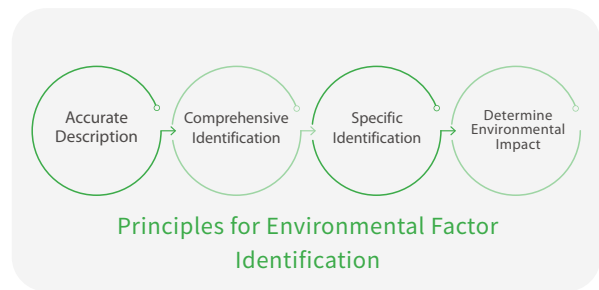 Accurate
Description
Comprehensive
Identification
Specific
Identification
Determine
Environmental
Impact
Principles for Environmental Factor
Identification